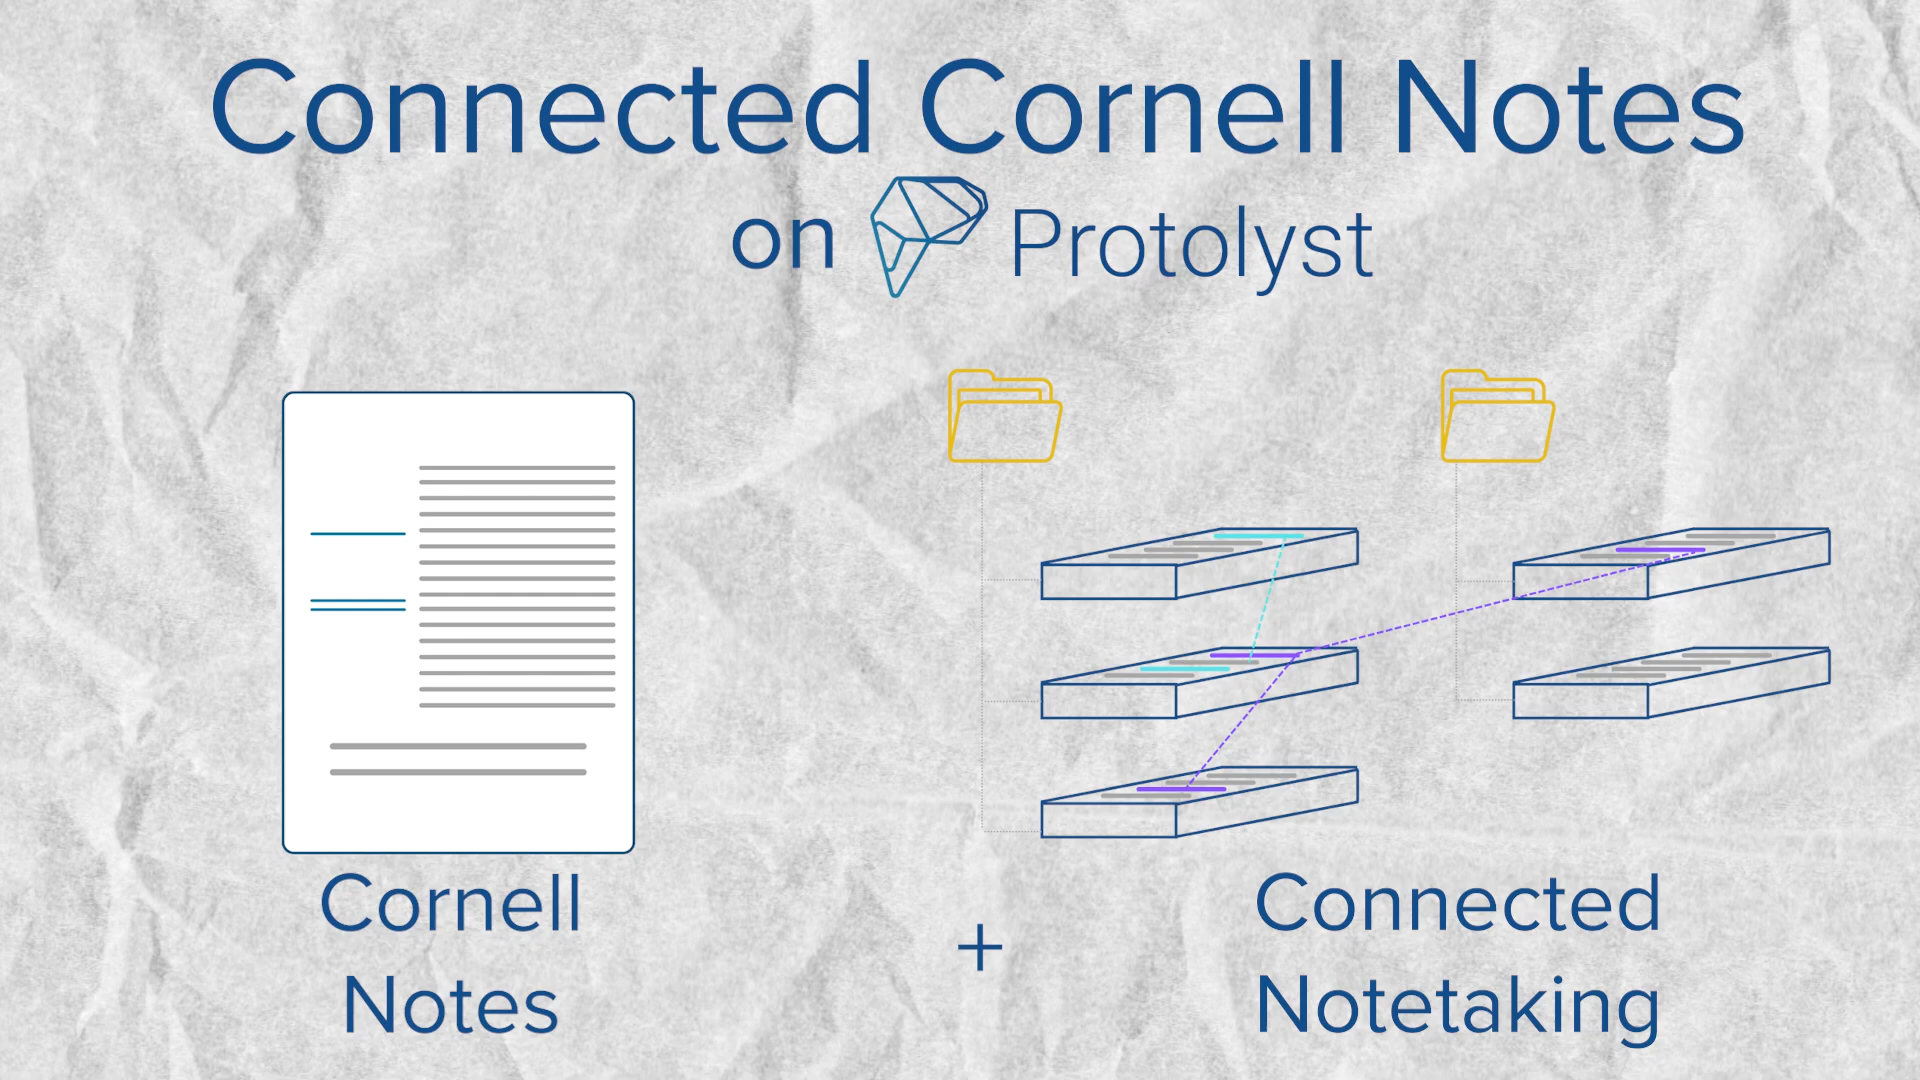 Connected Cornell Notes
on Protolyst
Cornell
Notes
+
Connected
Notetaking